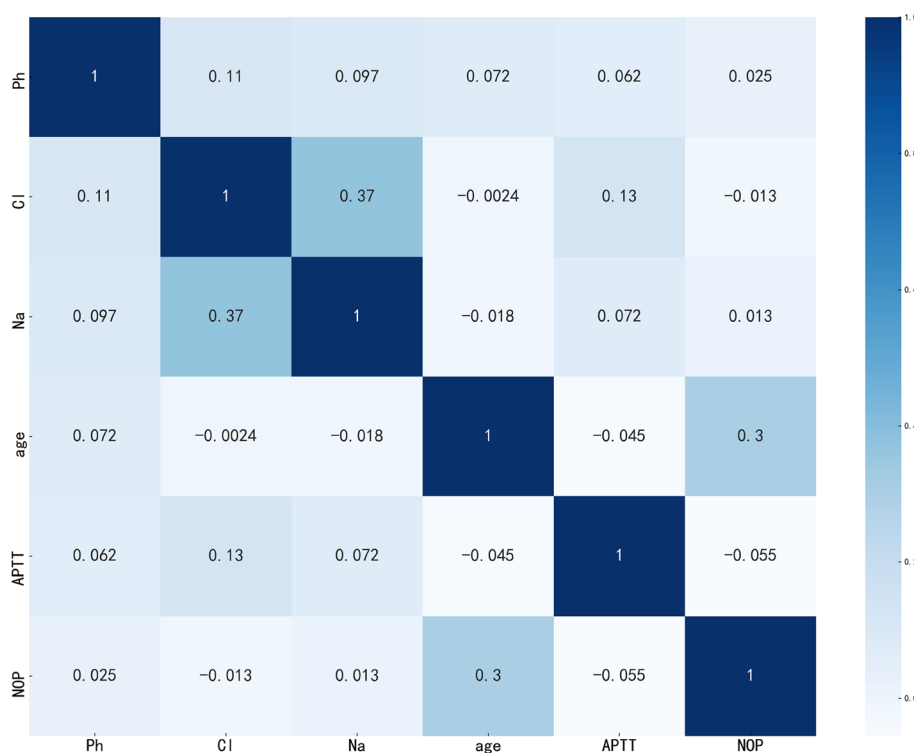 Ph 1 0.11 0.097 0.072 0.062 0.025
Cl 0.11 1 0.37 −0.0024 0.13 −0.013
Na 0.097 0.37 1 −0.018 0.072 0.013
age 0.072 −0.0024 −0.018 1 −0.045 0.3
APTT 0.062 0.13 0.072 −0.045 1 −0.055
NOP 0.025 −0.013 0.013 0.3 −0.055 1
Ph Cl Na age APTT NOP